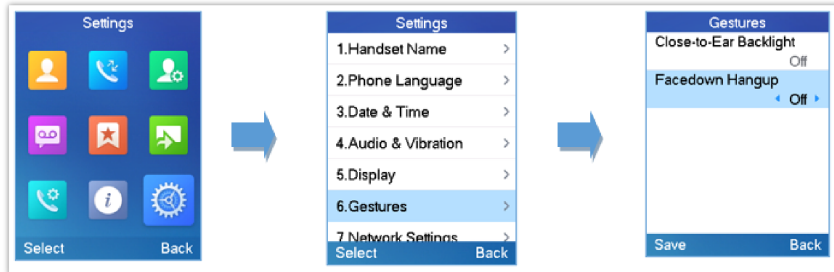 Settings
Select Back
Settings
1.Handset Name
2.Phone Language
3.Date & Time
4.Audio & Vibration
5.Display
6.Gestures
7.Network Settings
Select Back
Gestures
Close-to-Ear Backlight
Off
Facedown Hangup
Off
Save Back